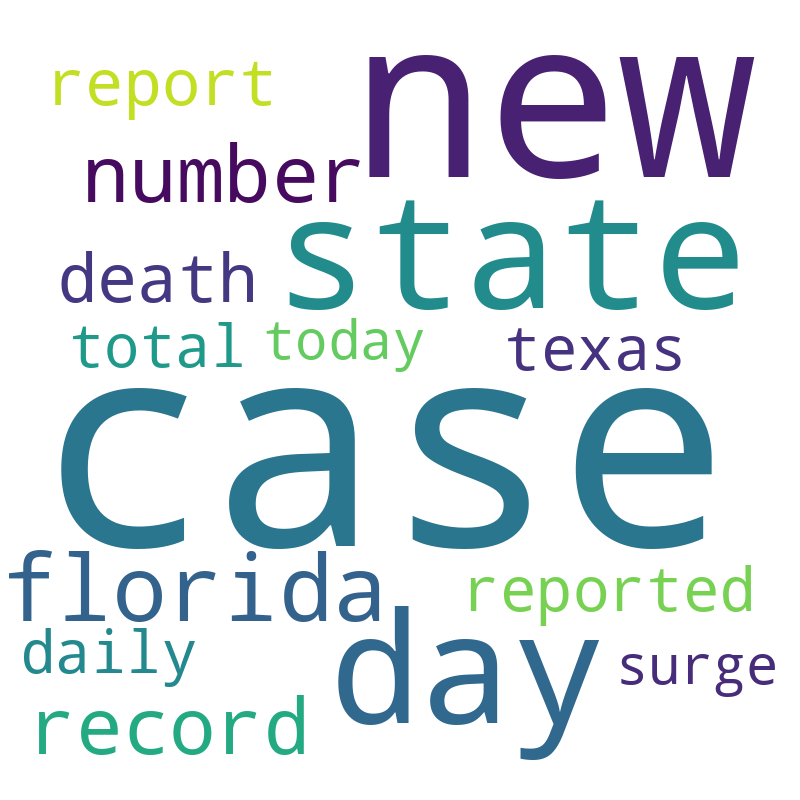 new
report
number
state
death
total today texas
case
florida
reported
day
daily
surge
record